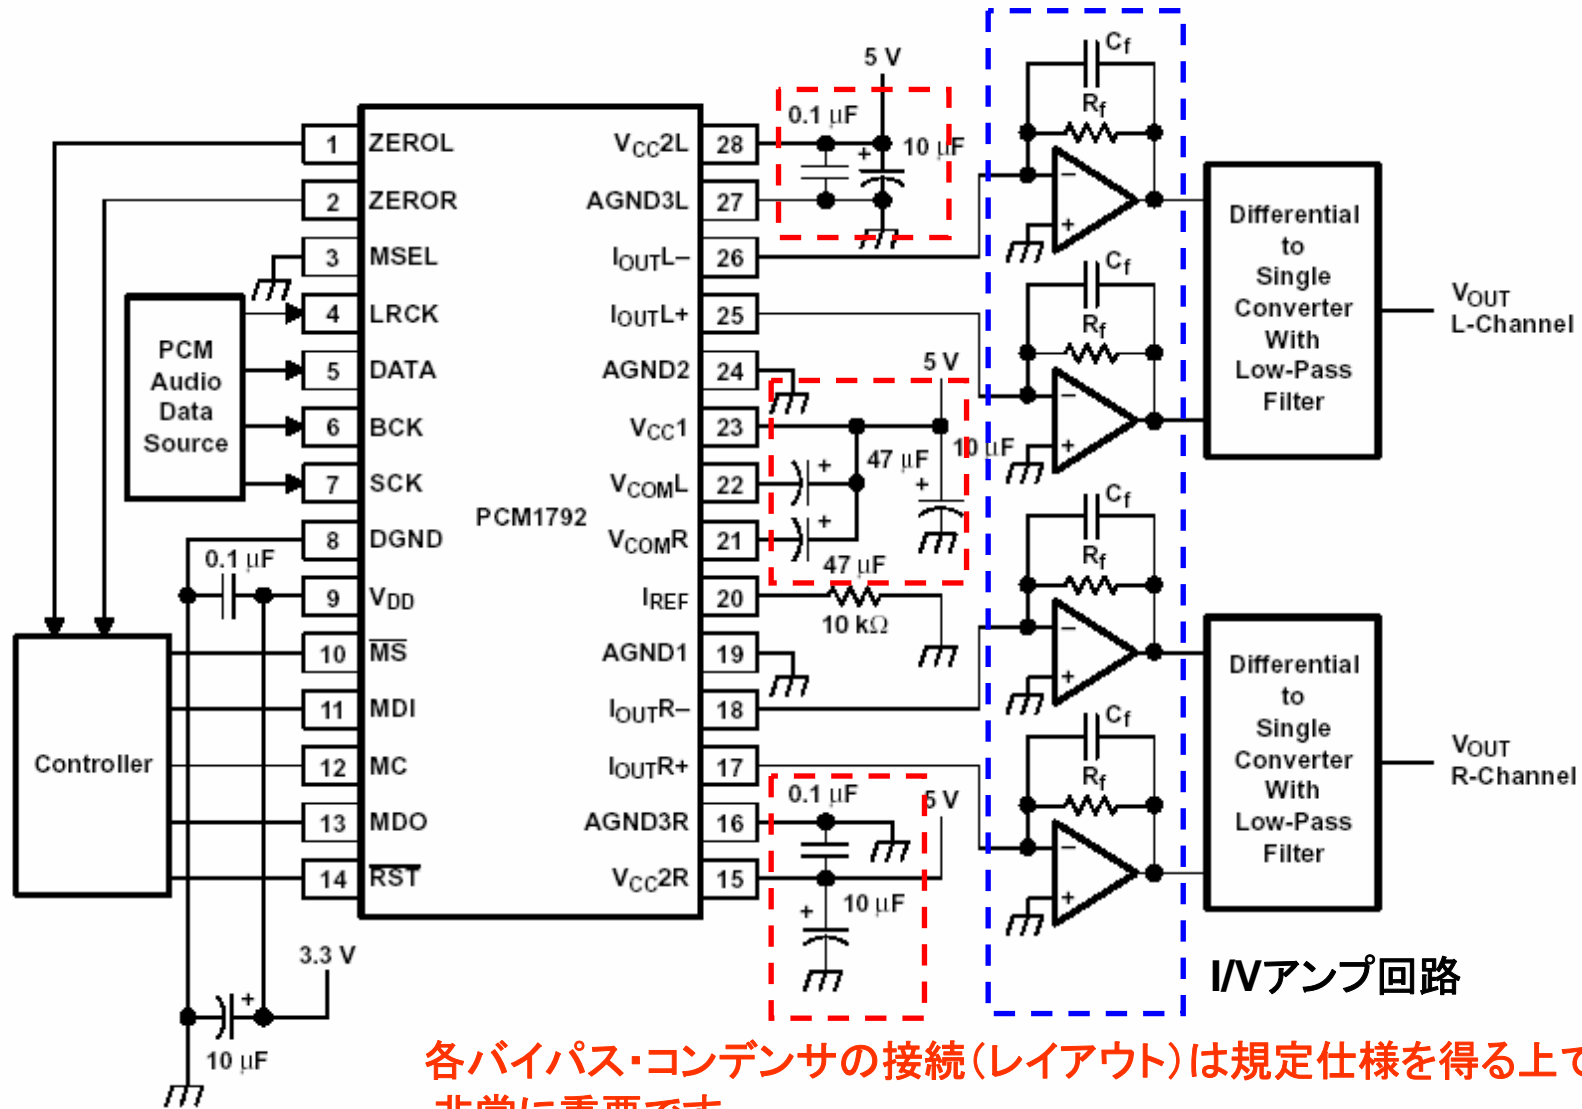 5 V
Cf
Rf
0.1 µF
10 µF
1 ZEROL
VCC2L 28
2 ZEROR
AGND3L 27
3 MSEL
IOUTL– 26
4 LRCK
IOUTL+ 25
5 DATA
AGND2 24
6 BCK
VCC1 23
7 SCK
VCOML 22
8 DGND
VCOMR 21
9 VDD
IREF 20
10 MS
AGND1 19
11 MDI
IOUTR– 18
12 MC
IOUTR+ 17
13 MDO
AGND3R 16
14 RST
VCC2R 15
PCM1792
PCM
Audio
Data
Source
Controller
0.1 µF
3.3 V
+
10 µF
+
5 V
47 µF
10 µF
+
+
+
47 µF
10 kΩ
0.1 µF
5 V
10 µF
+
–
+
Cf
Rf
–
+
Cf
Rf
–
+
Cf
Rf
–
+
Differential
to
Single
Converter
With
Low-Pass
Filter
VOUT
L-Channel
Differential
to
Single
Converter
With
Low-Pass
Filter
VOUT
R-Channel
I/Vアンプ回路
各バイパス・コンデンサの接続(レイアウト)は規定仕様を得る上で
非常に重要です